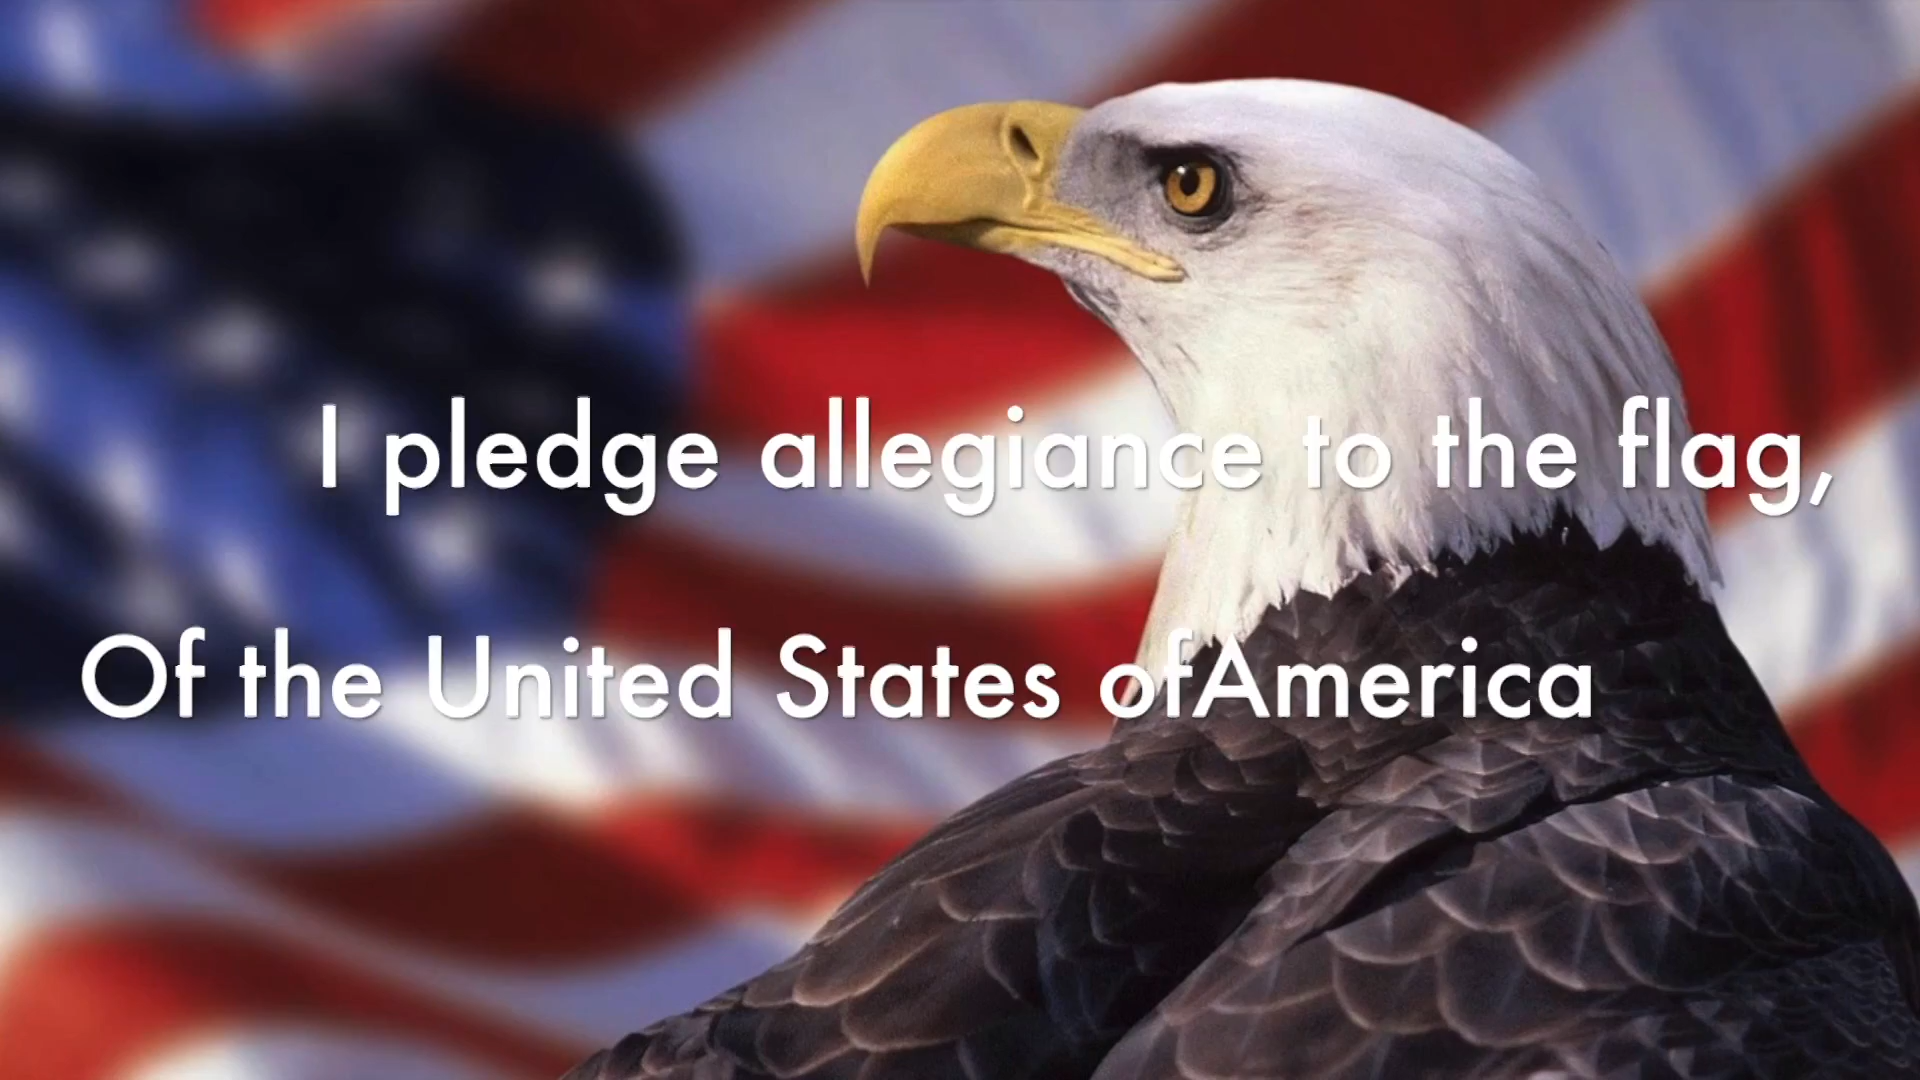 I pledge allegiance to the flag,
Of the United States ofAmerica